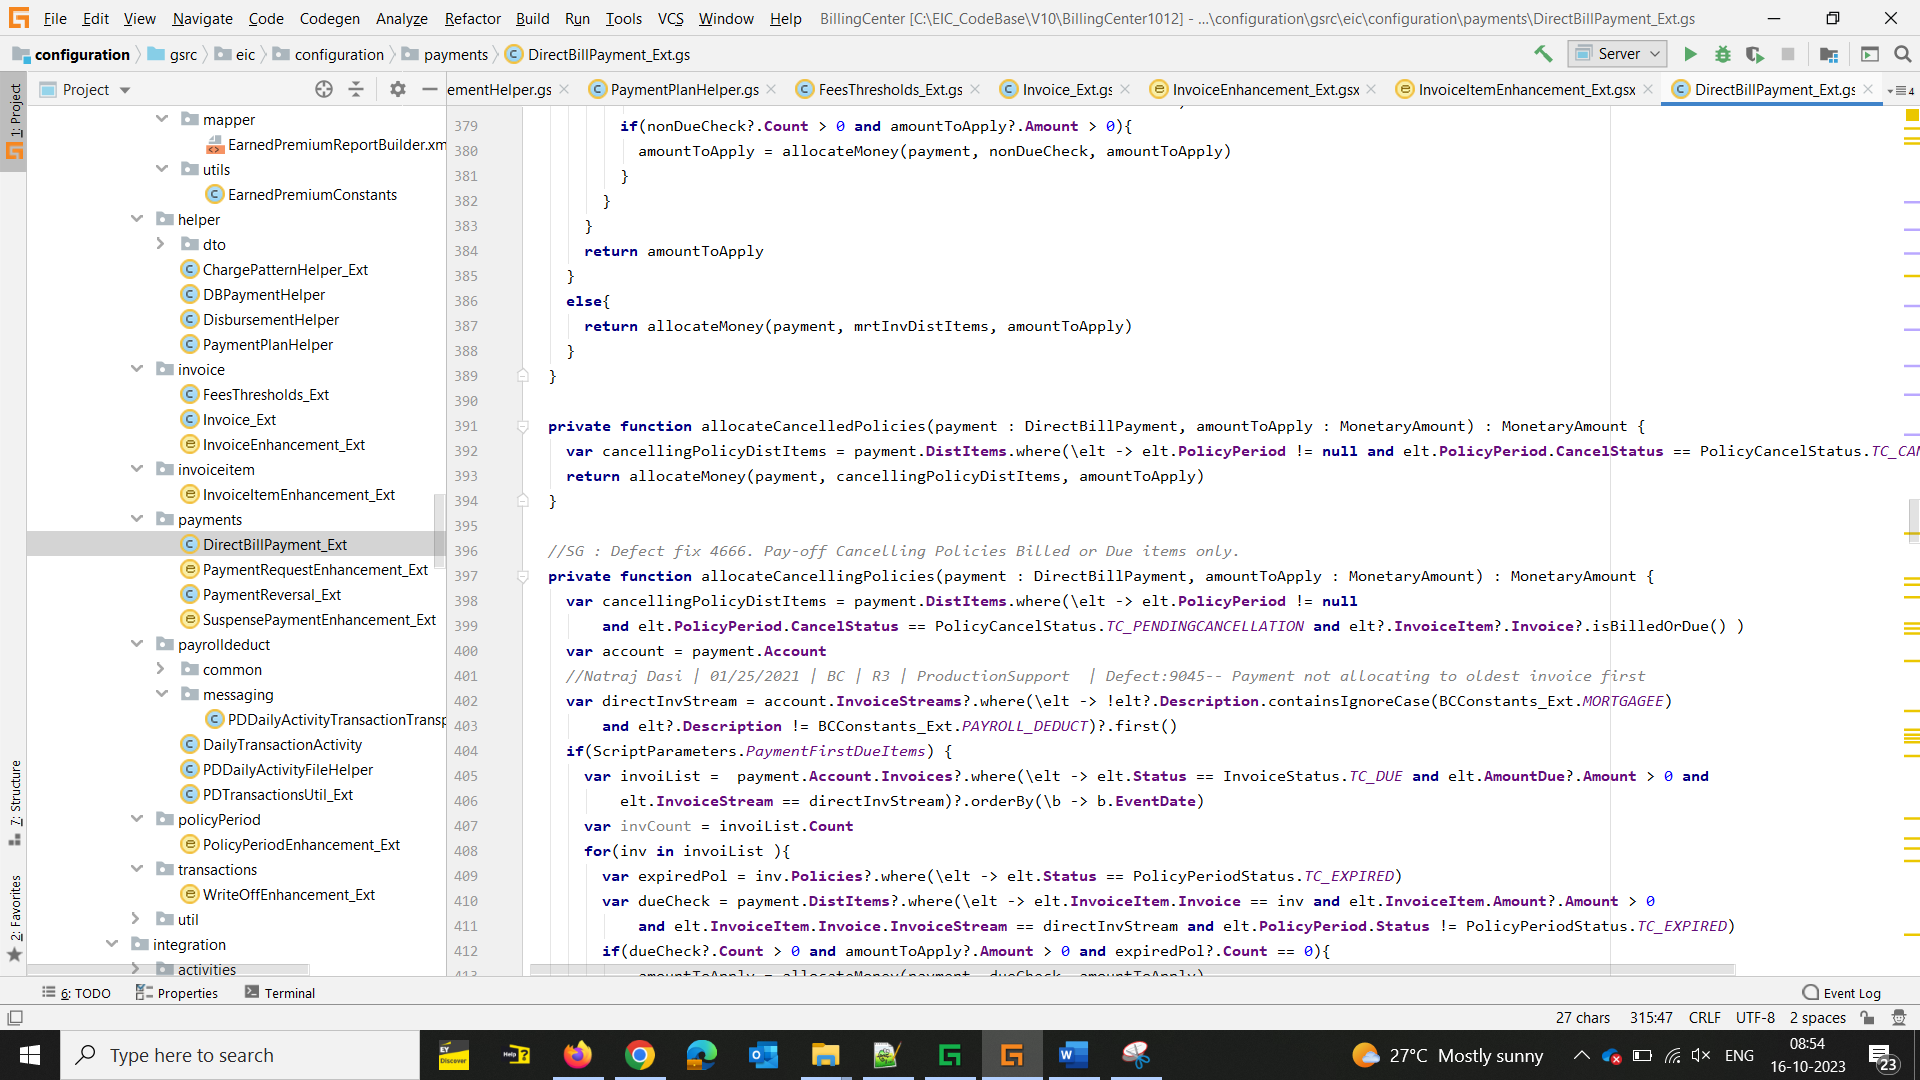 File Edit View Navigate Code Codegen Analyze Refactor Build Run Tools VCS Window Help BillingCenter [C:\EIC_CodeBase\V10\BillingCenter1012] - ...\configuration\gsrc\eic\configuration\payments\DirectBillPayment_Ext.gs
configuration gsrc eic configuration payments DirectBillPayment_Ext.gs Server
Project ementHelper.gs PaymentPlanHelper.gs FeesThresholds_Ext.gs Invoice_Ext.gs InvoiceEnhancement_Ext.gsx InvoiceItemEnhancement_Ext.gsx DirectBillPayment_Ext.gs 4
1: Project
7: Structure
2: Favorites
mapper
EarnedPremiumReportBuilder.xm
utils
EarnedPremiumConstants
helper
dto
ChargePatternHelper_Ext
DBPaymentHelper
DisbursementHelper
PaymentPlanHelper
invoice
FeesThresholds_Ext
Invoice_Ext
InvoiceEnhancement_Ext
invoiceitem
InvoiceItemEnhancement_Ext
payments
DirectBillPayment_Ext
PaymentRequestEnhancement_Ext
PaymentReversal_Ext
SuspensePaymentEnhancement_Ext
payrolldeduct
common
messaging
PDDailyActivityTransactionTransp
DailyTransactionActivity
PDDailyActivityFileHelper
PDTransactionsUtil_Ext
policyPeriod
PolicyPeriodEnhancement_Ext
transactions
WriteOffEnhancement_Ext
util
integration
activities
379 if(nonDueCheck?.Count > 0 and amountToApply?.Amount > 0){
380 amountToApply = allocateMoney(payment, nonDueCheck, amountToApply)
381 }
382 }
383 }
384 return amountToApply
385 }
386 else{
387 return allocateMoney(payment, mrtInvDistItems, amountToApply)
388 }
389 }
390
391 private function allocateCancelledPolicies(payment : DirectBillPayment, amountToApply : MonetaryAmount) : MonetaryAmount {
392 var cancellingPolicyDistItems = payment.DistItems.where(\elt -> elt.PolicyPeriod != null and elt.PolicyPeriod.CancelStatus == PolicyCancelStatus.TC_CAN
393 return allocateMoney(payment, cancellingPolicyDistItems, amountToApply)
394 }
395
396 //SG : Defect fix 4666. Pay-off Cancelling Policies Billed or Due items only.
397 private function allocateCancellingPolicies(payment : DirectBillPayment, amountToApply : MonetaryAmount) : MonetaryAmount {
398 var cancellingPolicyDistItems = payment.DistItems.where(\elt -> elt.PolicyPeriod != null
399 and elt.PolicyPeriod.CancelStatus == PolicyCancelStatus.TC_PENDINGCANCELLATION and elt?.InvoiceItem?.Invoice?.isBilledOrDue() )
400 var account = payment.Account
401 //Natraj Dasi | 01/25/2021 | BC | R3 | ProductionSupport | Defect:9045-- Payment not allocating to oldest invoice first
402 var directInvStream = account.InvoiceStreams?.where(\elt -> !elt?.Description.containsIgnoreCase(BCConstants_Ext.MORTGAGEE)
403 and elt?.Description != BCConstants_Ext.PAYROLL_DEDUCT)?.first()
404 if(ScriptParameters.PaymentFirstDueItems) {
405 var invoiList = payment.Account.Invoices?.where(\elt -> elt.Status == InvoiceStatus.TC_DUE and elt.AmountDue?.Amount > 0 and
406 elt.InvoiceStream == directInvStream)?.orderBy(\b -> b.EventDate)
407 var invCount = invoiList.Count
408 for(inv in invoiList ){
409 var expiredPol = inv.Policies?.where(\elt -> elt.Status == PolicyPeriodStatus.TC_EXPIRED)
410 var dueCheck = payment.DistItems?.where(\elt -> elt.InvoiceItem.Invoice == inv and elt.InvoiceItem.Amount?.Amount > 0
411 and elt.InvoiceItem.Invoice.InvoiceStream == directInvStream and elt.PolicyPeriod.Status != PolicyPeriodStatus.TC_EXPIRED)
412 if(dueCheck?.Count > 0 and amountToApply?.Amount > 0 and expiredPol?.Count == 0){
413 amountToApply = allocateMoney(payment, dueCheck, amountToApply)
6: TODO Properties Terminal Event Log
27 chars 315:47 CRLF UTF-8 2 spaces
Type here to search EY Discover Help ? 27°C Mostly sunny ENG 08:54
16-10-2023 23